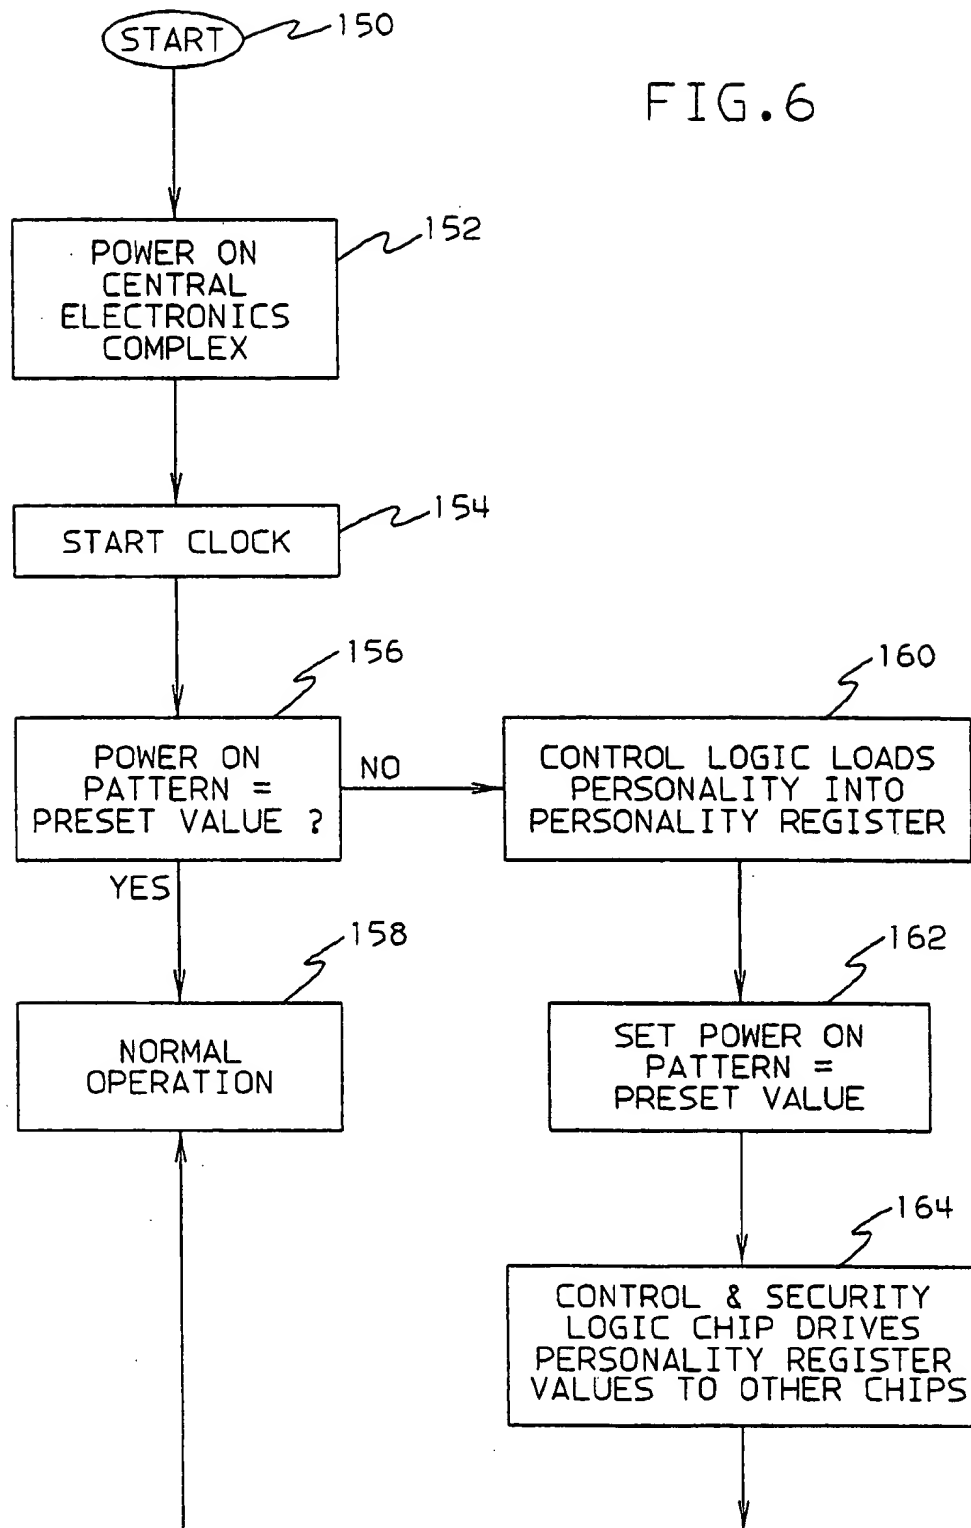 START
150
FIG.6
152
POWER ON
CENTRAL
ELECTRONICS
COMPLEX
154
START CLOCK
156
POWER ON
PATTERN =
PRESET VALUE ?
NO
160
CONTROL LOGIC LOADS
PERSONALITY INTO
PERSONALITY REGISTER
YES
158
NORMAL
OPERATION
162
SET POWER ON
PATTERN =
PRESET VALUE
164
CONTROL & SECURITY
LOGIC CHIP DRIVES
PERSONALITY REGISTER
VALUES TO OTHER CHIPS